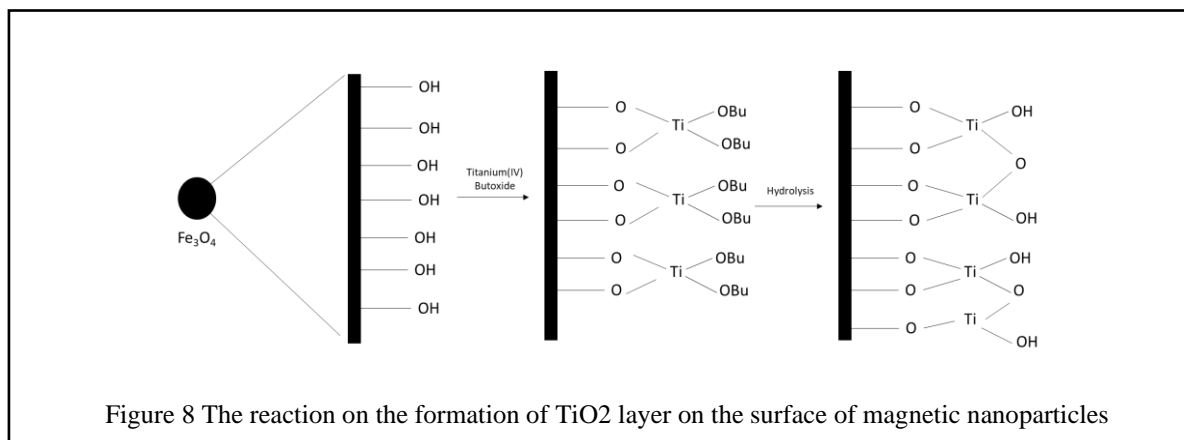 Fe₃O₄
OH
OH
OH
OH
OH
OH
OH
Titanium(IV)
Butoxide
O
O
Ti
OBu
OBu
O
O
Ti
OBu
OBu
O
O
Ti
OBu
OBu
Hydrolysis
O
O
Ti
OH
O
O
O
Ti
OH
O
O
Ti
OH
O
O
Ti
OH
Figure 8 The reaction on the formation of TiO2 layer on the surface of magnetic nanoparticles